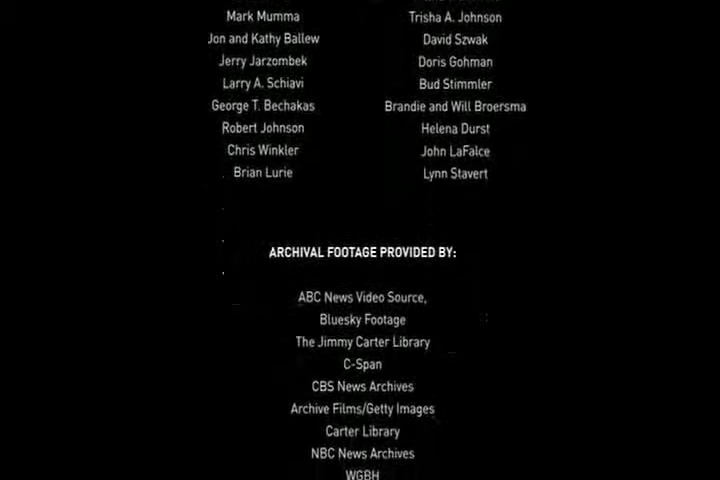 Mark Mumma Trisha A. Johnson
Jon and Kathy Ballew David Szwak
Jerry Jarzombek Doris Gohman
Larry A. Schiavi Bud Stimmler
George T. Bechakas Brandie and Will Broersma
Robert Johnson Helena Durst
Chris Winkler John LaFalce
Brian Lurie Lynn Stavert
ARCHIVAL FOOTAGE PROVIDED BY:
ABC News Video Source,
Bluesky Footage
The Jimmy Carter Library
C-Span
CBS News Archives
Archive Films/Getty Images
Carter Library
NBC News Archives
WGBH